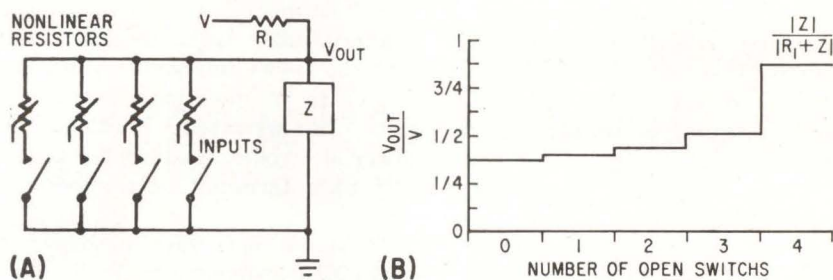 NONLINEAR
RESISTORS
V
R1
VOUT
Z
INPUTS
(A)
1
3/4
1/2
1/4
0
VOUT
V
|Z|
|R1+Z|
0 1 2 3 4
NUMBER OF OPEN SWITCHS
(B)